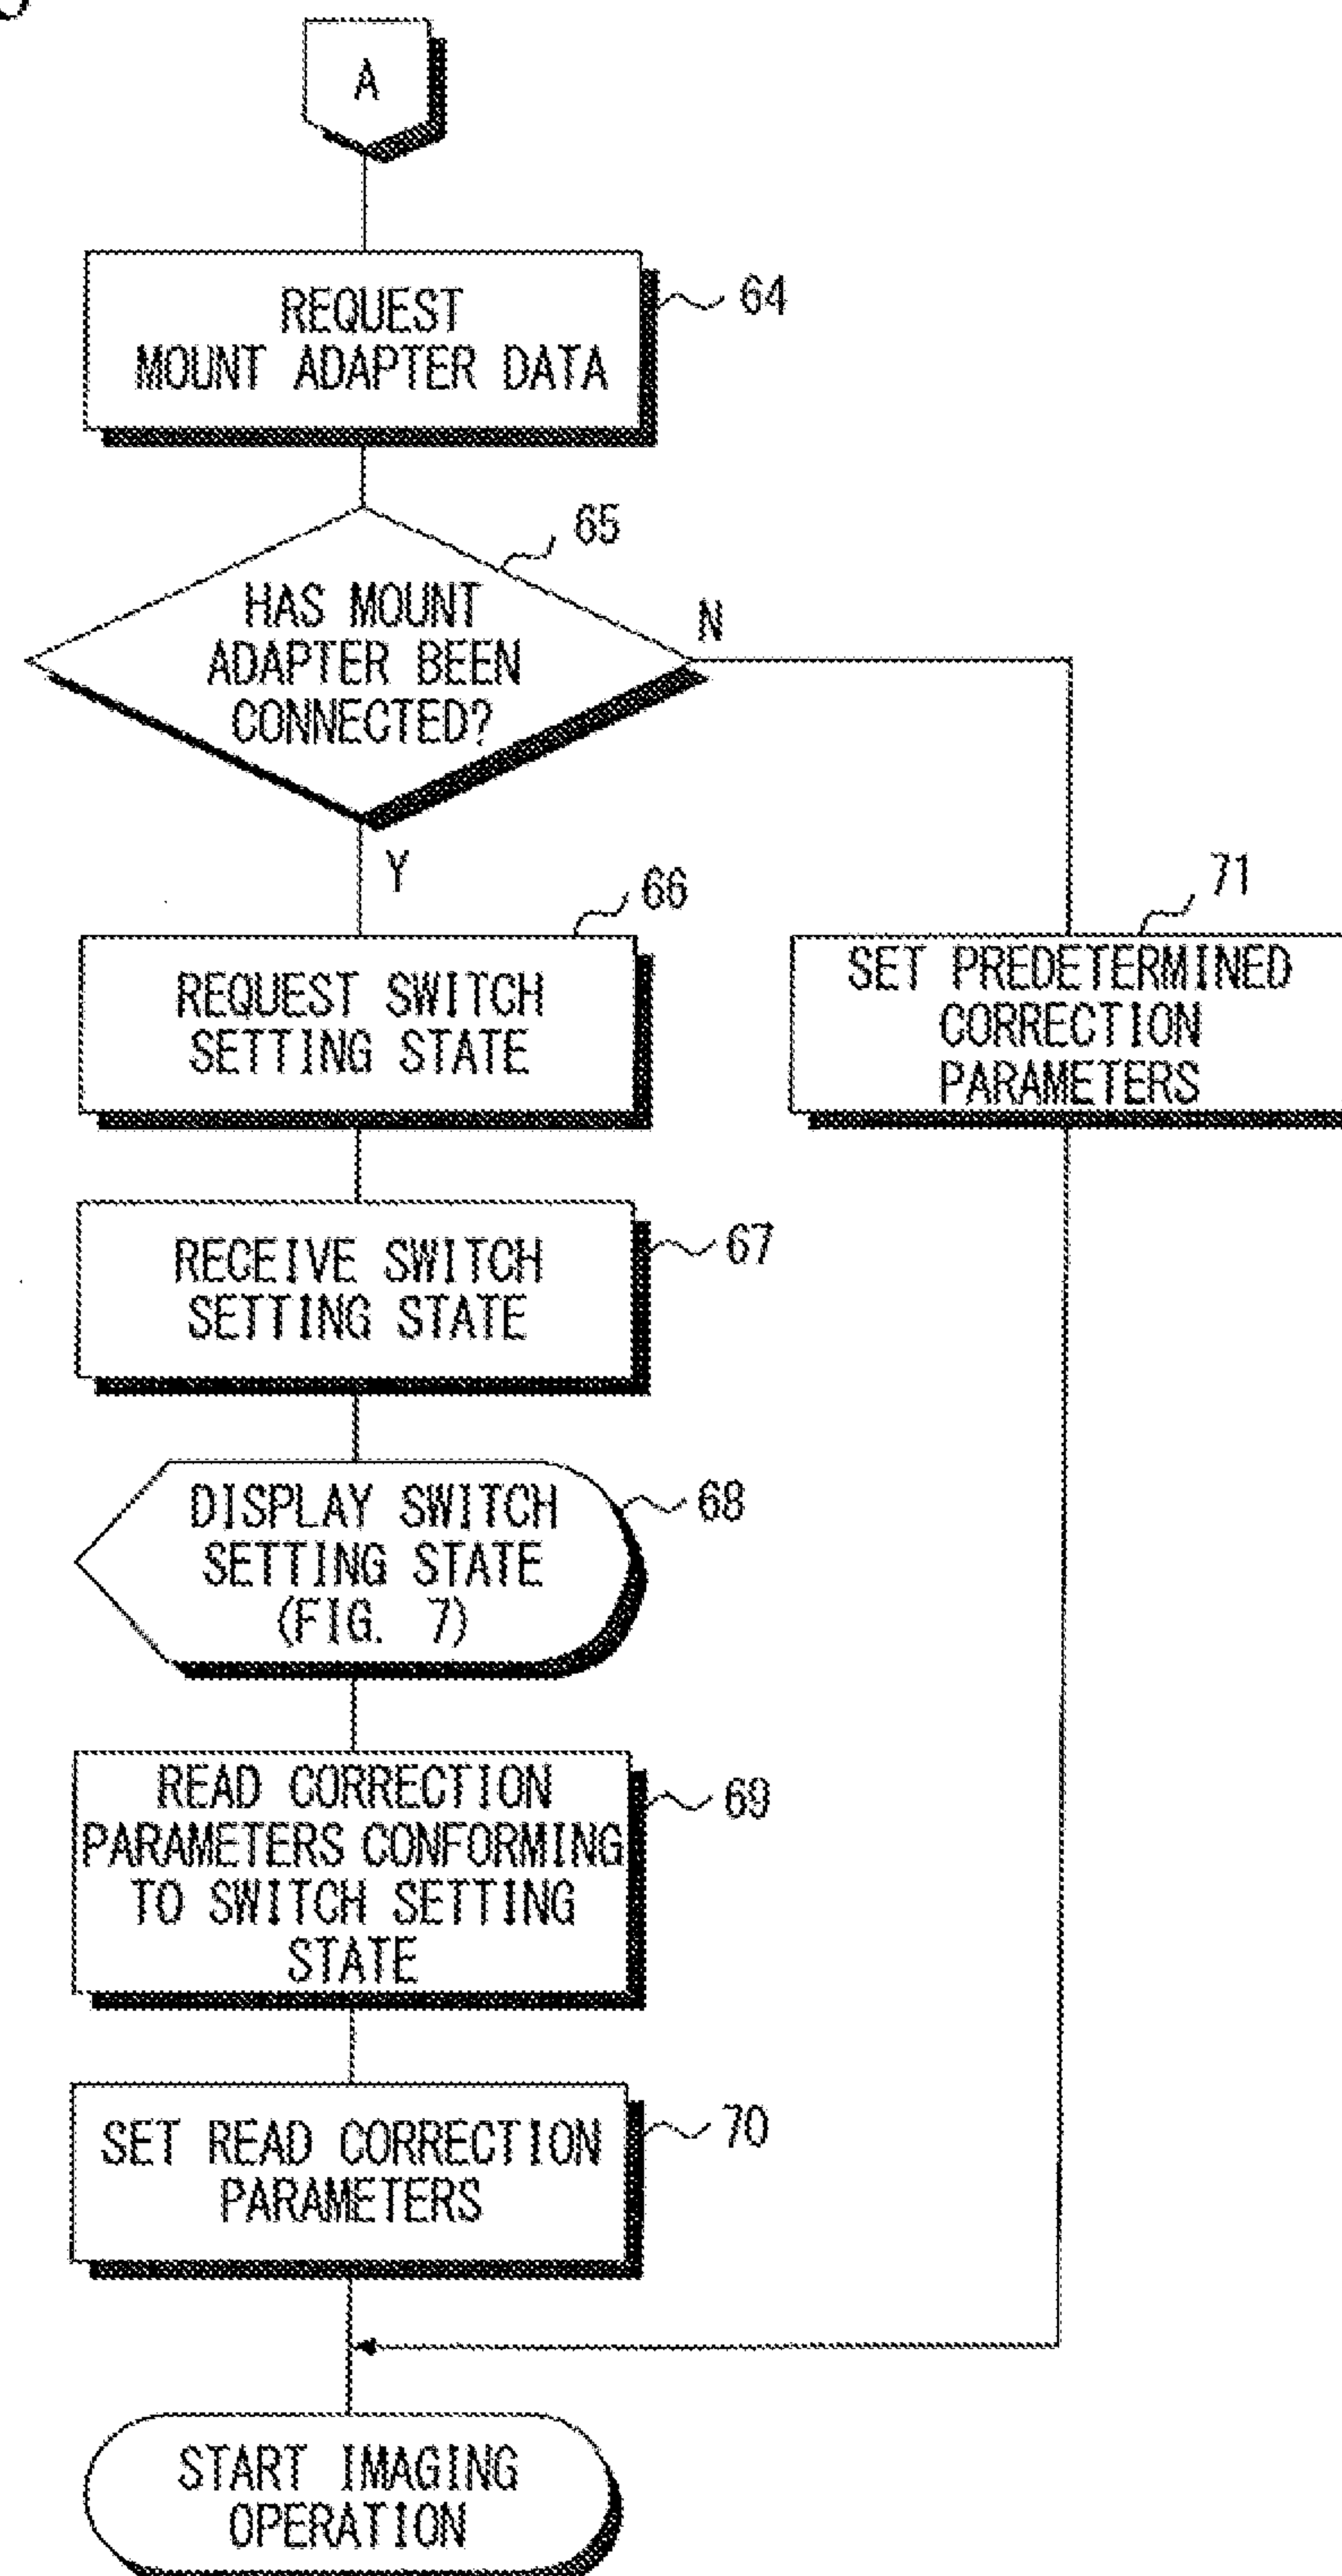 A
REQUEST
MOUNT ADAPTER DATA
64
65
HAS MOUNT
ADAPTER BEEN
CONNECTED?
N
Y
66
REQUEST SWITCH
SETTING STATE
71
SET PREDETERMINED
CORRECTION
PARAMETERS
RECEIVE SWITCH
SETTING STATE
67
DISPLAY SWITCH
SETTING STATE
(FIG. 7)
68
READ CORRECTION
PARAMETERS CONFORMING
TO SWITCH SETTING
STATE
69
SET READ CORRECTION
PARAMETERS
70
START IMAGING
OPERATION